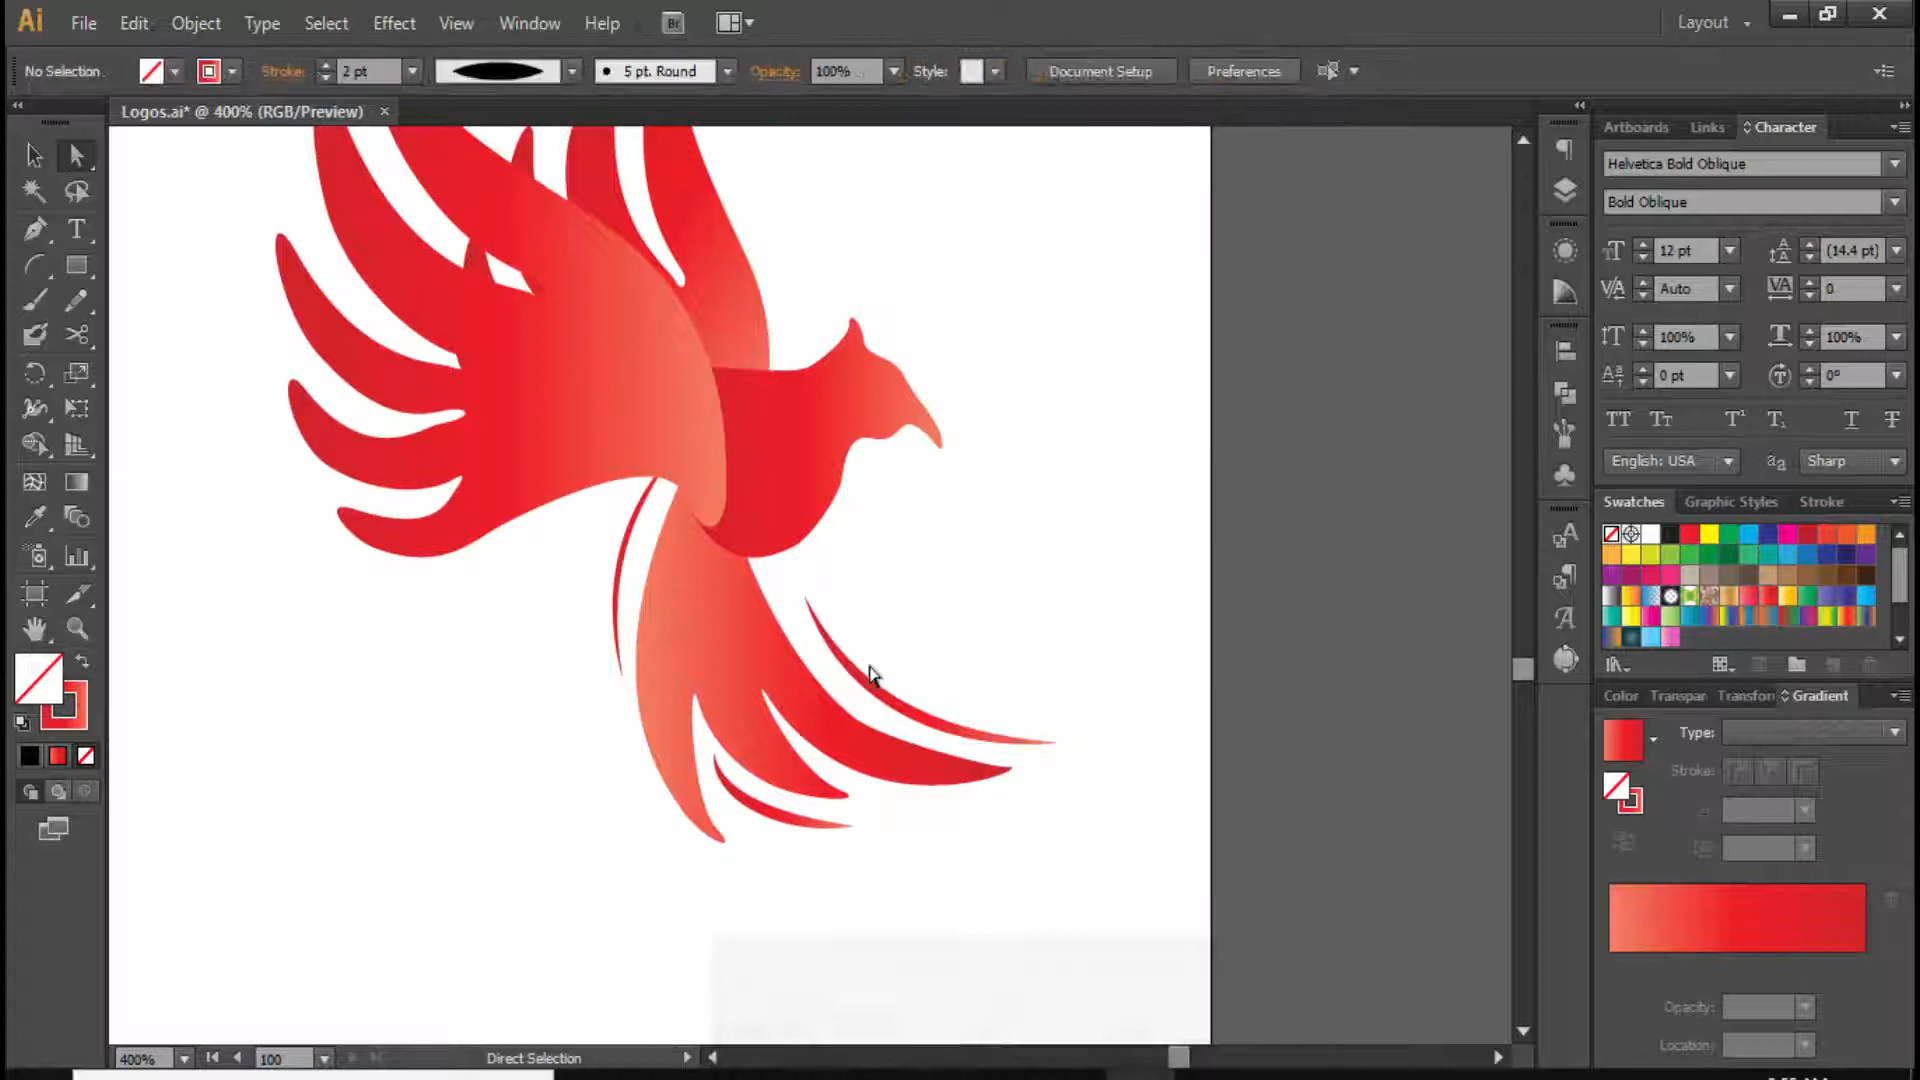 Ai File Edit Object Type Select Effect View Window Help Br Layout
No Selection Stroke: 2 pt 5 pt. Round Opacity: 100% Style: Document Setup Preferences
Logos.ai* @ 400% (RGB/Preview) ×
Artboards Links Character
Helvetica Bold Oblique
Bold Oblique
12 pt (14.4 pt)
Auto 0
100% 100%
0 pt 0°
English: USA Sharp
Swatches Graphic Styles Stroke
Color Transpar Transforn Gradient
Type:
Stroke:
Opacity:
Location:
400% 100 Direct Selection